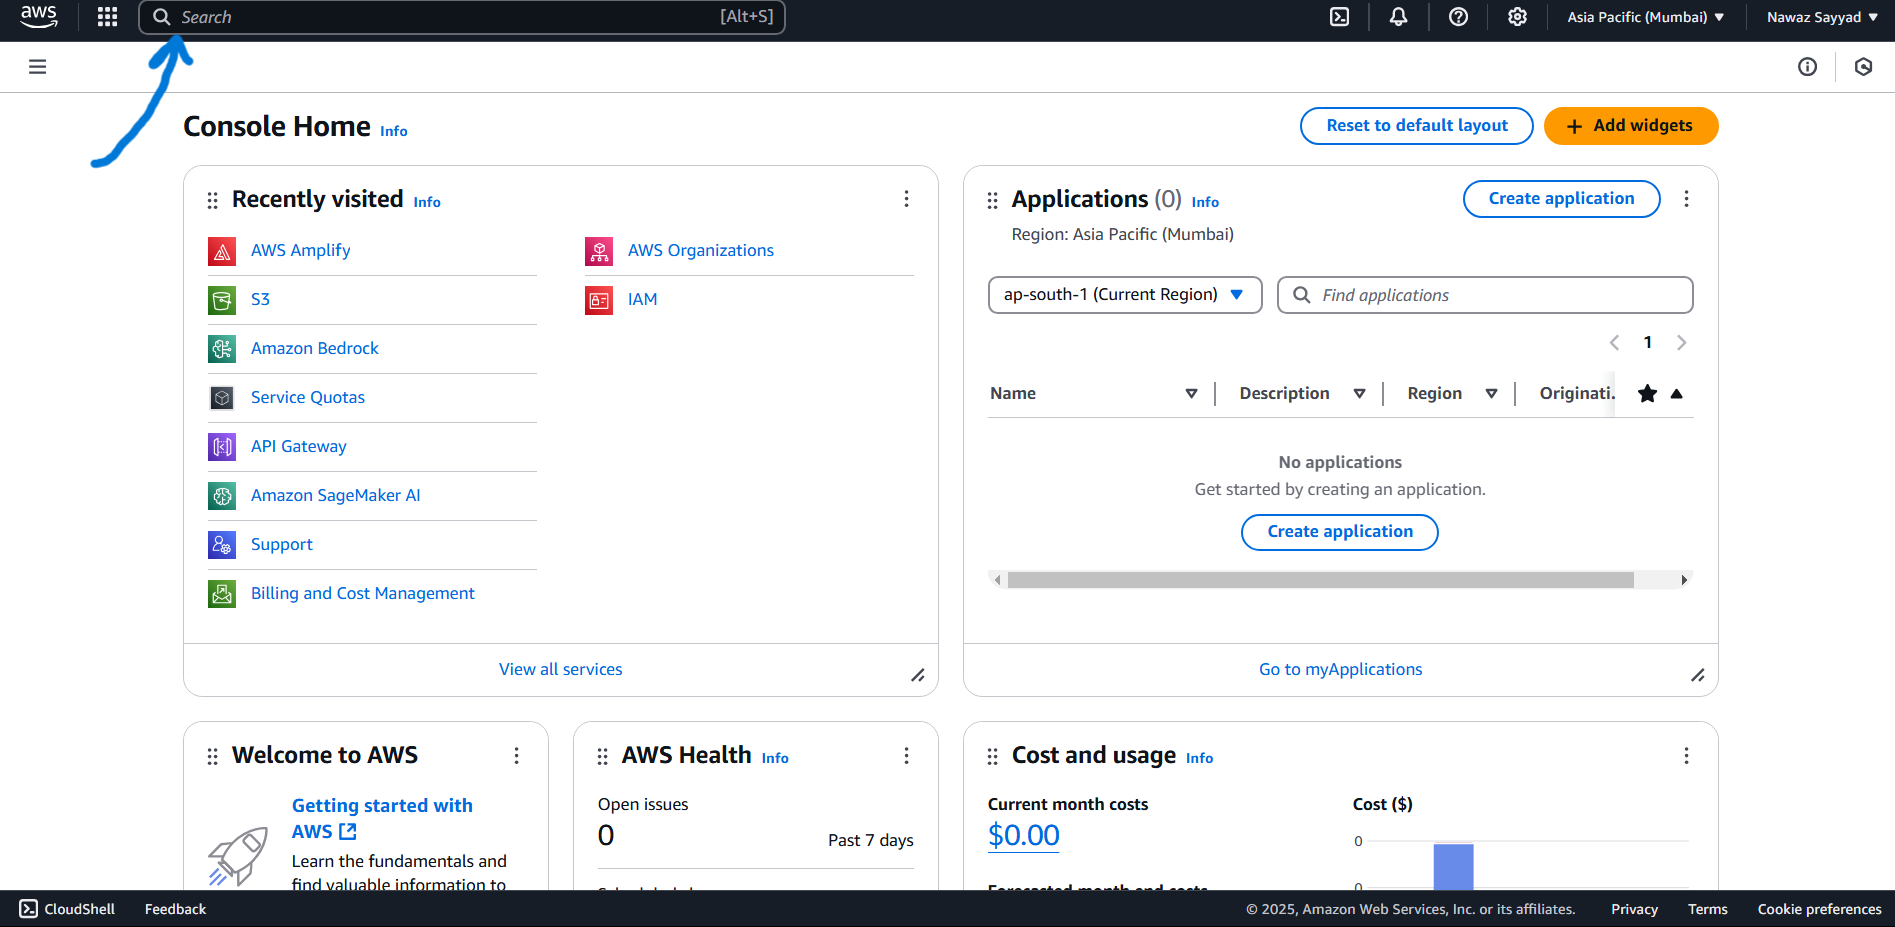 aws
Search [Alt+S]
Asia Pacific (Mumbai)
Nawaz Sayyad
Console Home Info
Reset to default layout
Add widgets
Recently visited Info
AWS Amplify
S3
Amazon Bedrock
Service Quotas
API Gateway
Amazon SageMaker AI
Support
Billing and Cost Management
AWS Organizations
IAM
View all services
Applications (0) Info
Create application
Region: Asia Pacific (Mumbai)
ap-south-1 (Current Region)
Find applications
1
Name Description Region Originati.
No applications
Get started by creating an application.
Create application
Go to myApplications
Welcome to AWS
Getting started with
AWS
Learn the fundamentals and
find valuable information to
AWS Health Info
Open issues
0
Past 7 days
Cost and usage Info
Current month costs
$0.00
Forecasted month end costs
Cost ($)
0
0
CloudShell
Feedback
© 2025, Amazon Web Services, Inc. or its affiliates.
Privacy
Terms
Cookie preferences